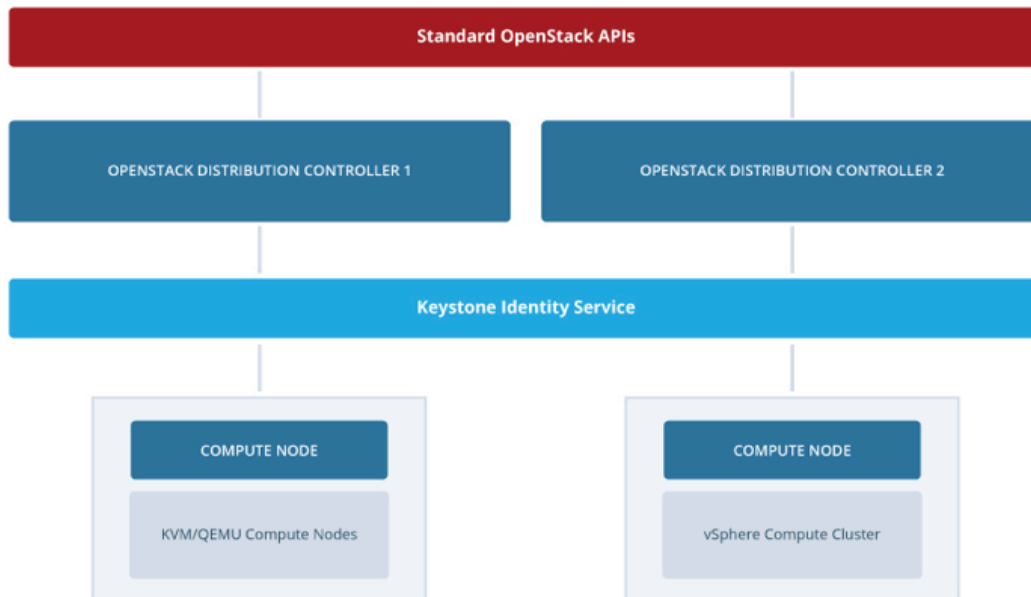 Standard OpenStack APIs
OPENSTACK DISTRIBUTION CONTROLLER 1
OPENSTACK DISTRIBUTION CONTROLLER 2
Keystone Identity Service
COMPUTE NODE
COMPUTE NODE
KVM/QEMU Compute Nodes
vSphere Compute Cluster